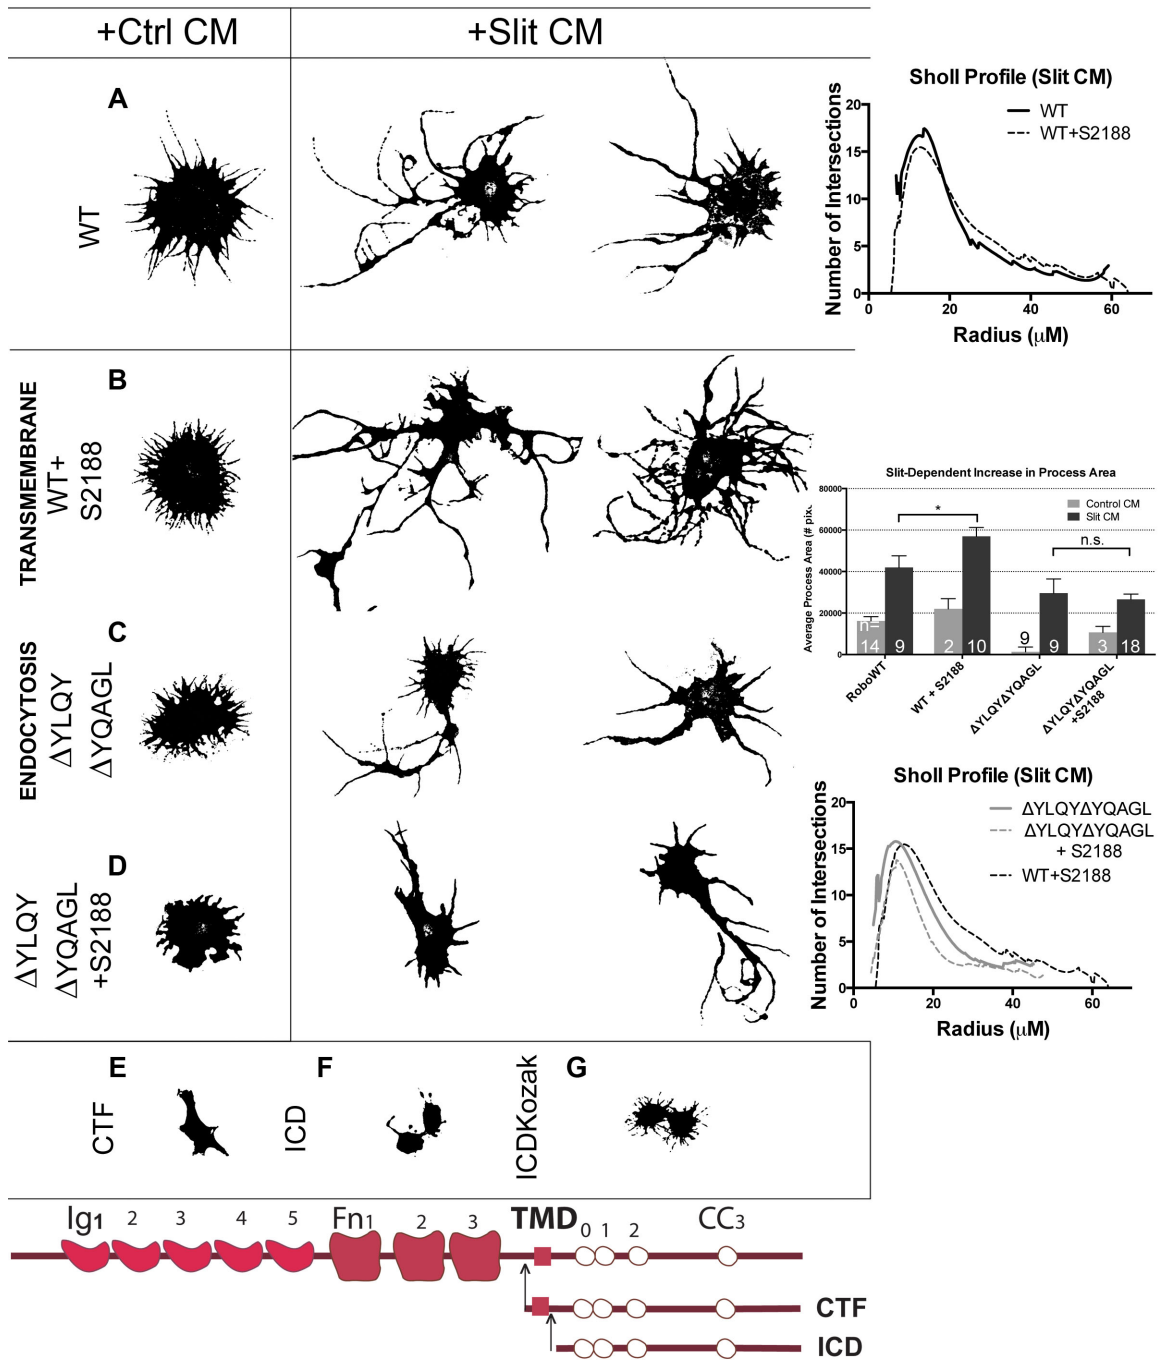 +Ctrl CM
+Slit CM
A
WT
Sholl Profile (Slit CM)
WT
WT+S2188
Number of Intersections
20
15
10
5
0
0
20
40
60
Radius (μM)
TRANSMEMBRANE
WT+
S2188
B
Slit-Dependent Increase in Process Area
Control CM
Slit CM
Average Process Area (# pix.
80000
60000
40000
20000
0
*
n.s.
n=
14
9
2
10
9
9
3
18
RoboWT
WT + S2188
ΔYLQYΔYQAGL
ΔYLQYΔYQAGL
+S2188
ENDOCYTOSIS
ΔYLQY
ΔYQAGL
C
ΔYLQY
ΔYQAGL
+S2188
D
Sholl Profile (Slit CM)
ΔYLQYΔYQAGL
ΔYLQYΔYQAGL
+ S2188
WT+S2188
Number of Intersections
20
15
10
5
0
0
20
40
60
Radius (μM)
E
CTF
F
ICD
G
ICDKozak
Ig1 2 3 4 5 Fn1 2 3 TMD 0 1 2 CC3
CTF
ICD